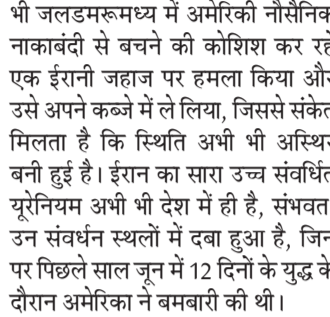 भी जलडमरूमध्य में अमेरिकी नौसैनिक
नाकाबंदी से बचने की कोशिश कर रहे
एक ईरानी जहाज पर हमला किया और
उसे अपने कब्जे में ले लिया, जिससे संकेत
मिलता है कि स्थिति अभी भी अस्थिर
बनी हुई है। ईरान का सारा उच्च संवर्धित
यूरेनियम अभी भी देश में ही है, संभवत
उन संवर्धन स्थलों में दबा हुआ है, जिन
पर पिछले साल जून में 12 दिनों के युद्ध के
दौरान अमेरिका ने बमबारी की थी।